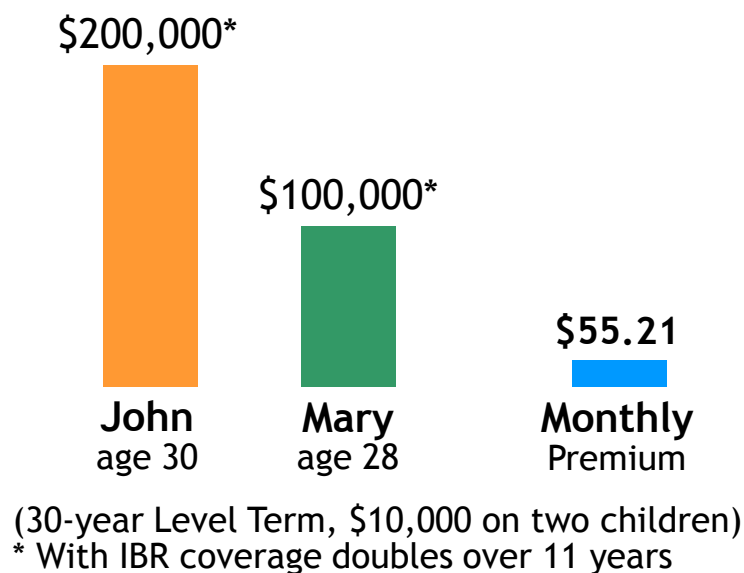 $200,000*
$100,000*
$55.21
John
age 30
Mary
age 28
Monthly
Premium
(30-year Level Term, $10,000 on two children)
* With IBR coverage doubles over 11 years